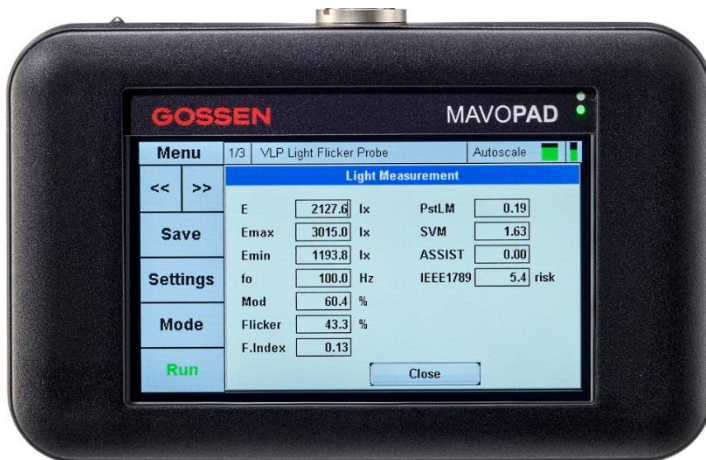 GOSSEN MAVOPAD
Menu 1/3 VLP Light Flicker Probe Autoscale
<< >> Light Measurement
E 2127.6 lx PstLM 0.19
Save Emax 3015.0 lx SVM 1.63
Emin 1193.8 lx ASSIST 0.00
Settings fo 100.0 Hz IEEE1789 5.4 risk
Mod 60.4 %
Mode Flicker 43.3 %
F.Index 0.13
Run Close